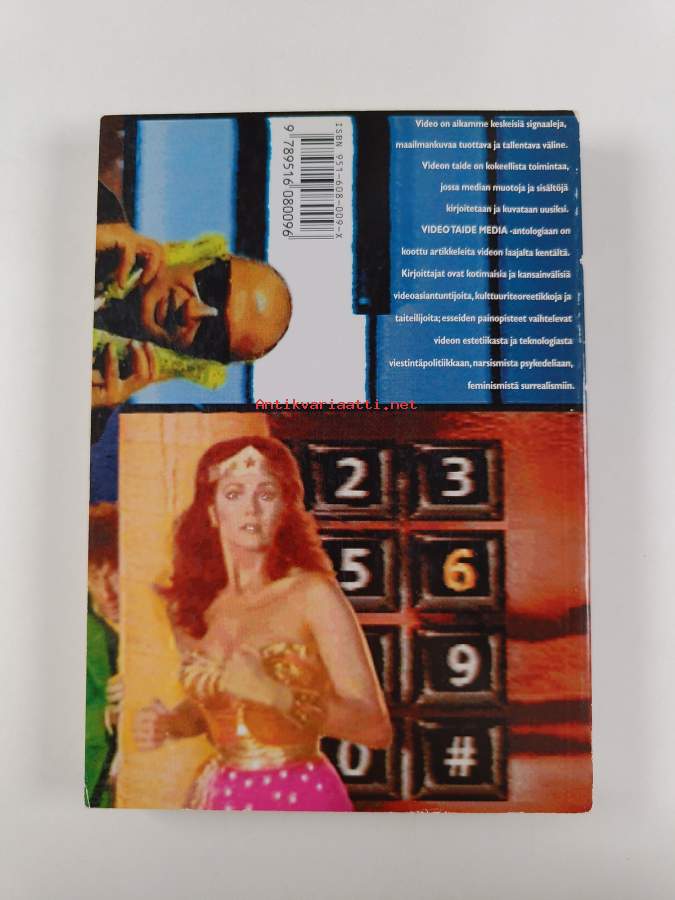 Video on aikamme keskeisiä signaaleja,
maailmankuvaa tuottava ja tallentava väline.
Videon taide on kokeellista toimintaa,
jossa median muotoja ja sisältöjä
kirjoitetaan ja kuvataan uusiksi.
VIDEOTAIDE MEDIA -antologiaan on
koottu artikkeleita videon laajalta kentältä.
Kirjoittajat ovat kotimaisia ja kansainvälisiä
videoasiantuntijoita, kulttuuriteoreetikkoja ja
taiteilijoita; esseiden painopisteet vaihtelevat
videon estetiikasta ja teknologiasta
viestintäpolitiikkaan, narsismista psykedeliaan,
feminismistä surrealismiin.
ISBN 951-608-009-X
9 789516 080096
Antikvariaatti.net
2 3
5 6
9
0 #